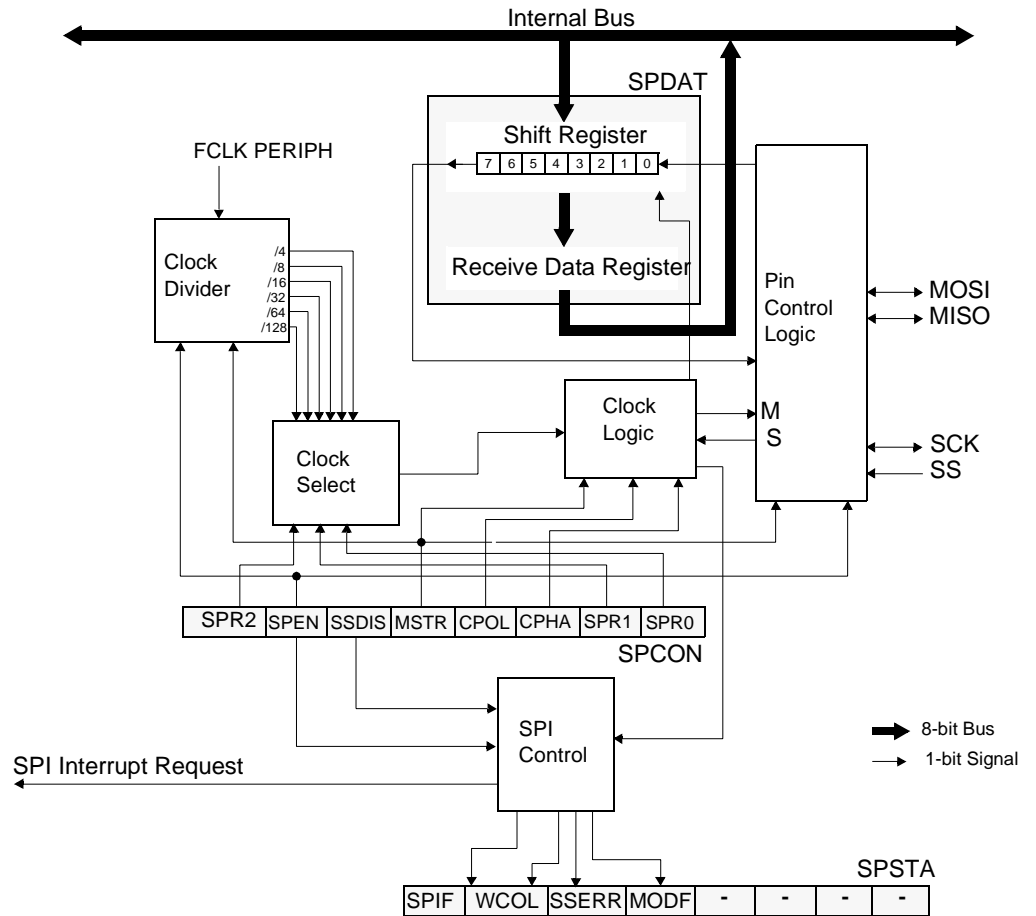 Internal Bus
SPDAT
Shift Register
7 6 5 4 3 2 1 0
FCLK PERIPH
Clock
Divider
/4
/8
/16
/32
/64
/128
Receive Data Register
Pin
Control
Logic
MOSI
MISO
Clock
Logic
M
S
SCK
SS
Clock
Select
SPR2 SPEN SSDIS MSTR CPOL CPHA SPR1 SPR0
SPCON
SPI
Control
8-bit Bus
1-bit Signal
SPI Interrupt Request
SPSTA
SPIF WCOL SSERR MODF - - - -